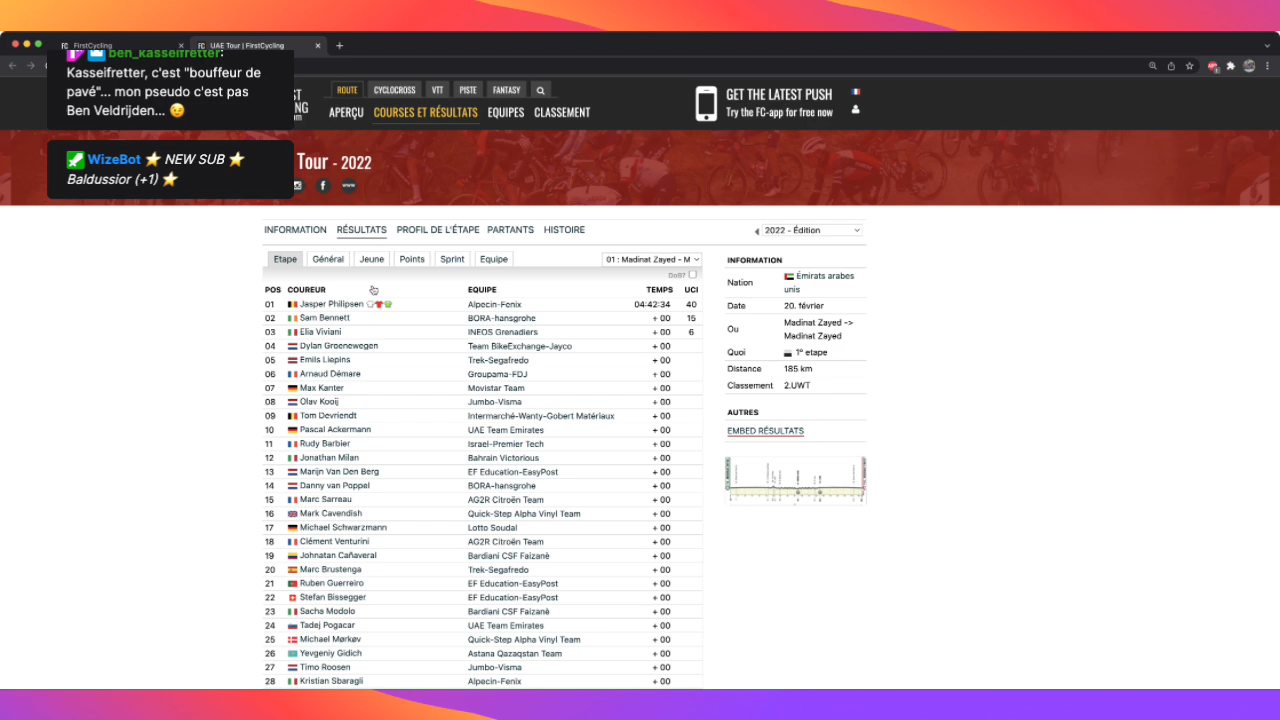 FirstCycling
UAE Tour | FirstCycling
ben_kasseifretter:
Kasseifretter, c'est "bouffeur de
pavé"... mon pseudo c'est pas
Ben Veldrijden... 😉
WizeBot ⭐ NEW SUB ⭐
Baldussior (+1) ⭐
ROUTE CYCLOCROSS VTT PISTE FANTASY
APERÇU COURSES ET RÉSULTATS EQUIPES CLASSEMENT
GET THE LATEST PUSH
Try the FC-app for free now
Tour - 2022
www
INFORMATION RÉSULTATS PROFIL DE L'ÉTAPE PARTANTS HISTOIRE
2022 - Édition
Etape Général Jeune Points Sprint Equipe
01 : Madinat Zayed - M
POS COUREUR EQUIPE TEMPS UCI
01 Jasper Philipsen Alpecin-Fenix 04:42:34 40
02 Sam Bennett BORA-hansgrohe + 00 15
03 Elia Viviani INEOS Grenadiers + 00 6
04 Dylan Groenewegen Team BikeExchange-Jayco + 00
05 Emils Liepins Trek-Segafredo + 00
06 Arnaud Démare Groupama-FDJ + 00
07 Max Kanter Movistar Team + 00
08 Olav Kooij Jumbo-Visma + 00
09 Tom Devriendt Intermarché-Wanty-Gobert Matériaux + 00
10 Pascal Ackermann UAE Team Emirates + 00
11 Rudy Barbier Israel-Premier Tech + 00
12 Jonathan Milan Bahrain Victorious + 00
13 Marijn Van Den Berg EF Education-EasyPost + 00
14 Danny van Poppel BORA-hansgrohe + 00
15 Marc Sarreau AG2R Citroën Team + 00
16 Mark Cavendish Quick-Step Alpha Vinyl Team + 00
17 Michael Schwarzmann Lotto Soudal + 00
18 Clément Venturini AG2R Citroën Team + 00
19 Johnatan Cañaveral Bardiani CSF Faizanè + 00
20 Marc Brustenga Trek-Segafredo + 00
21 Ruben Guerreiro EF Education-EasyPost + 00
22 Stefan Bissegger EF Education-EasyPost + 00
23 Sacha Modolo Bardiani CSF Faizanè + 00
24 Tadej Pogacar UAE Team Emirates + 00
25 Michael Mørkøv Quick-Step Alpha Vinyl Team + 00
26 Yevgeniy Gidich Astana Qazaqstan Team + 00
27 Timo Roosen Jumbo-Visma + 00
28 Kristian Sbaragli Alpecin-Fenix + 00
INFORMATION
Nation Émirats arabes
unis
Date 20. février
Ou Madinat Zayed ->
Madinat Zayed
Quoi 1º etape
Distance 185 km
Classement 2.UWT
AUTRES
EMBED RÉSULTATS